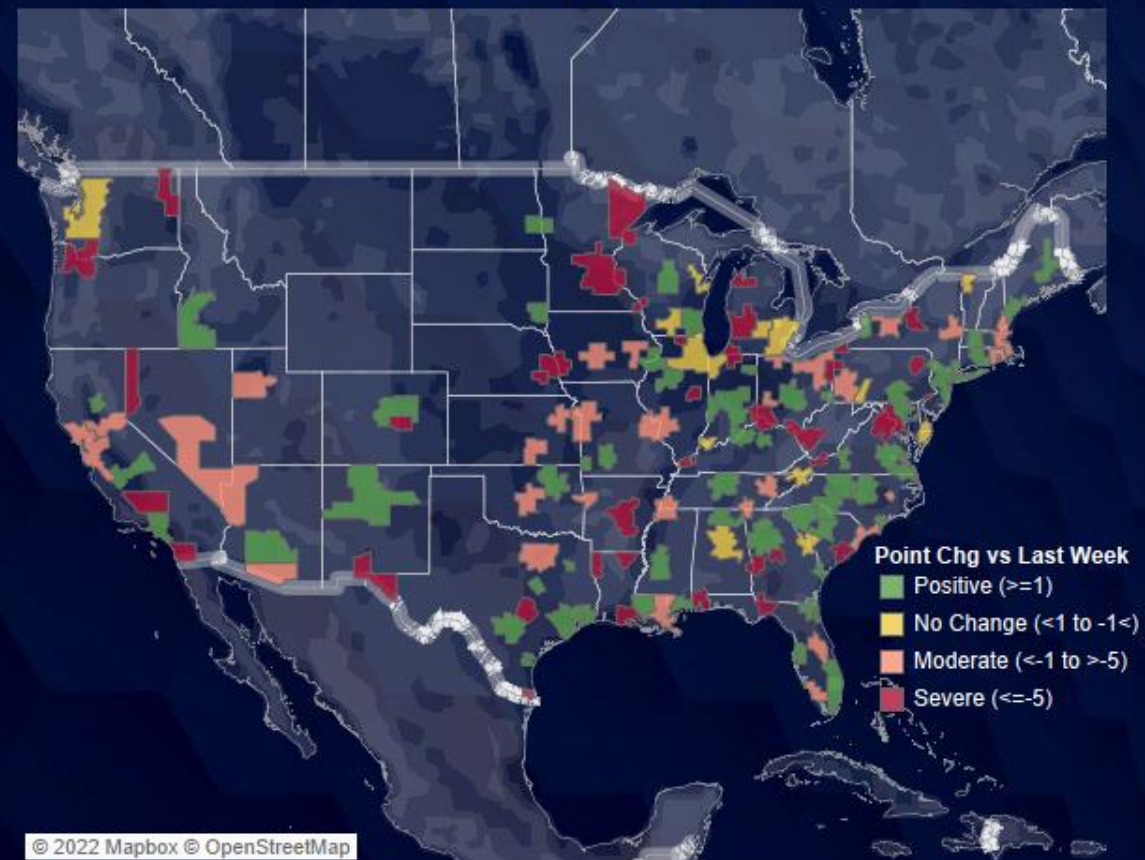 Point Chg vs Last Week
Positive (>=1)
No Change (<1 to -1<)
Moderate (<-1 to >-5)
Severe (<=-5)
© 2022 Mapbox © OpenStreetMap